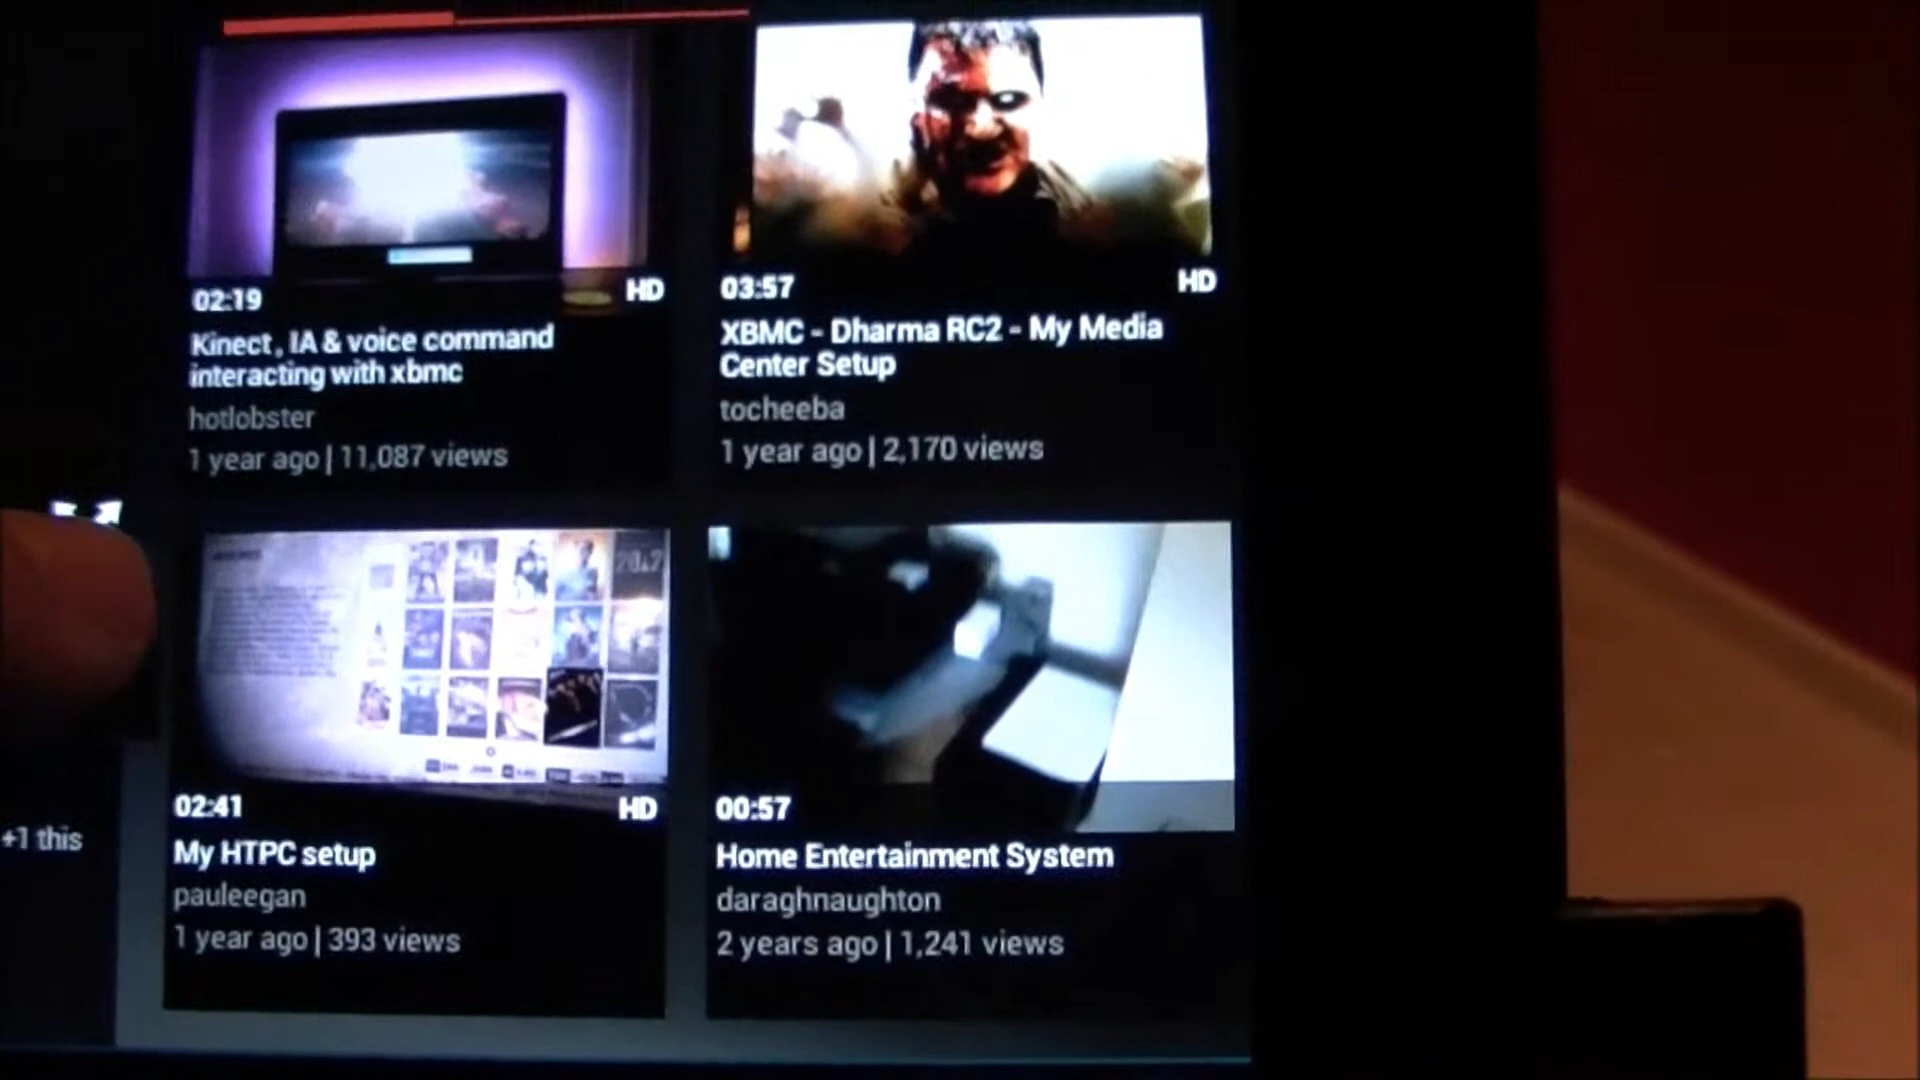 02:19
HD
Kinect, IA & voice command
interacting with xbmc
hotlobster
1 year ago | 11,087 views
03:57
HD
XBMC - Dharma RC2 - My Media
Center Setup
tocheeba
1 year ago | 2,170 views
+1 this
02:41
HD
My HTPC setup
pauleegan
1 year ago | 393 views
00:57
Home Entertainment System
daraghnaughton
2 years ago | 1,241 views